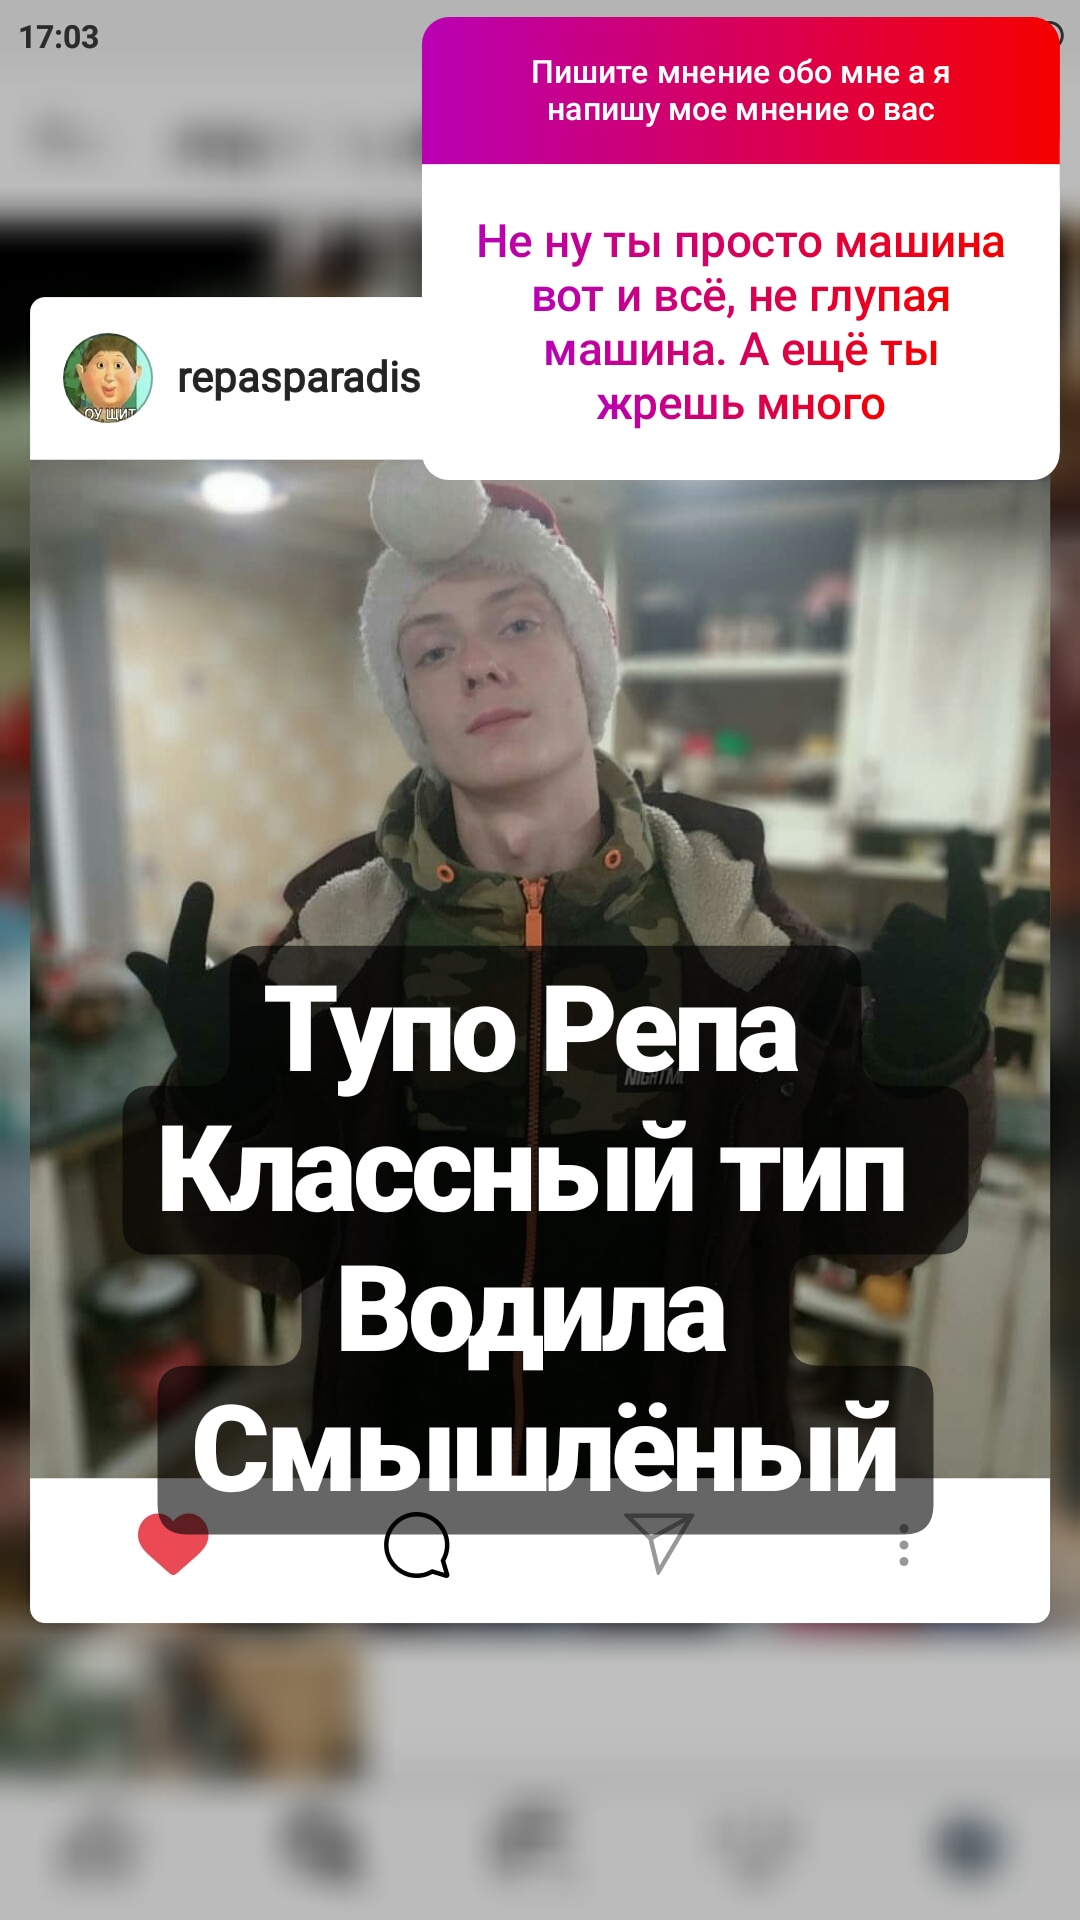 17:03
Пишите мнение обо мне а я
напишу мое мнение о вас
Не ну ты просто машина
вот и всё, не глупая
машина. А ещё ты
жрешь много
ОУ ЩИТ
repasparadis
Тупо Репа
Классный тип
Водила
Смышлёный